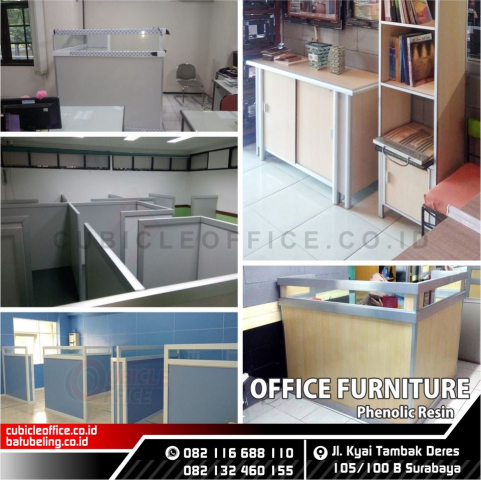 CUBICLEOFFICE.CO.ID
OFFICE FURNITURE
Phenolic Resin
cubicleoffice.co.id
batubeling.co.id
082 116 688 110
082 132 460 155
Jl. Kyai Tambak Deres
105/100 B Surabaya